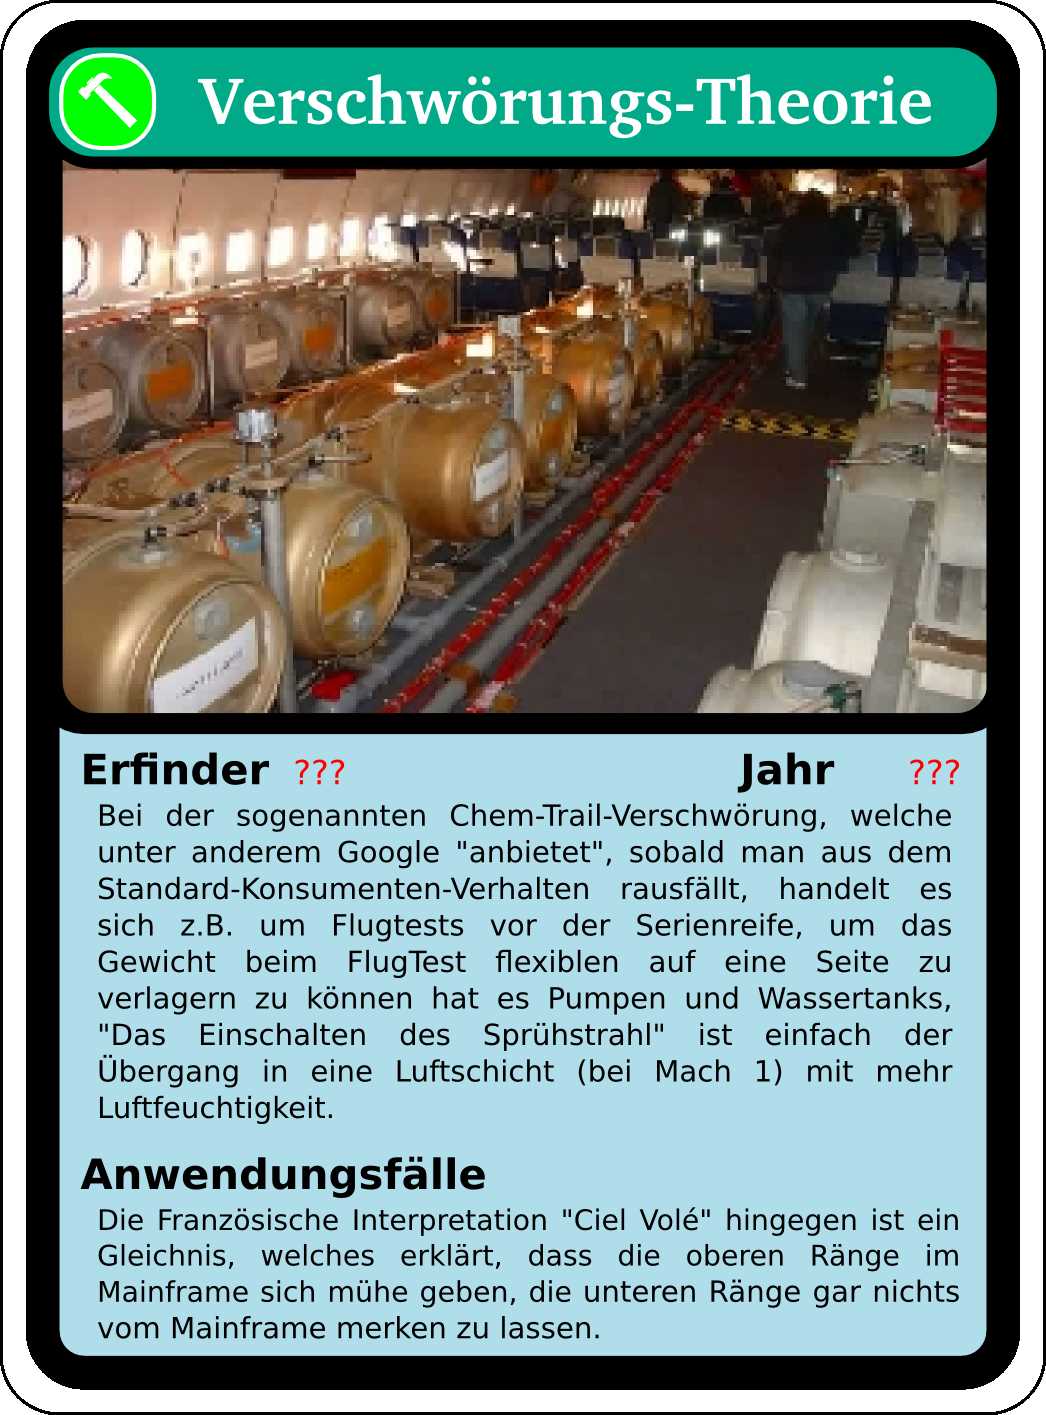 Verschwörungs-Theorie
Erfinder ??? Jahr ???
Bei der sogenannten Chem-Trail-Verschwörung, welche
unter anderem Google "anbietet", sobald man aus dem
Standard-Konsumenten-Verhalten rausfällt, handelt es
sich z.B. um Flugtests vor der Serienreife, um das
Gewicht beim FlugTest flexiblen auf eine Seite zu
verlagern zu können hat es Pumpen und Wassertanks,
"Das Einschalten des Sprühstrahl" ist einfach der
Übergang in eine Luftschicht (bei Mach 1) mit mehr
Luftfeuchtigkeit.
Anwendungsfälle
Die Französische Interpretation "Ciel Volé" hingegen ist ein
Gleichnis, welches erklärt, dass die oberen Ränge im
Mainframe sich mühe geben, die unteren Ränge gar nichts
vom Mainframe merken zu lassen.